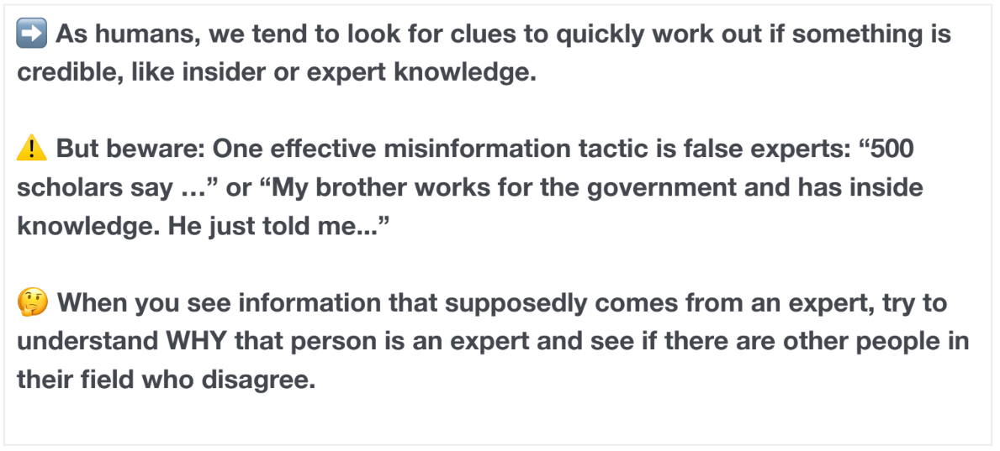 ➡️ As humans, we tend to look for clues to quickly work out if something is
credible, like insider or expert knowledge.
⚠️ But beware: One effective misinformation tactic is false experts: “500
scholars say …” or “My brother works for the government and has inside
knowledge. He just told me...”
🤔 When you see information that supposedly comes from an expert, try to
understand WHY that person is an expert and see if there are other people in
their field who disagree.